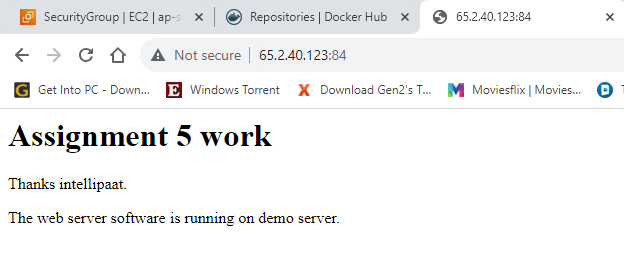 SecurityGroup | EC2 | ap-s
Repositories | Docker Hub
65.2.40.123:84
Not secure
65.2.40.123:84
Get Into PC - Down...
Windows Torrent
Download Gen2's T...
Moviesflix | Movies...
Assignment 5 work
Thanks intellipaat.
The web server software is running on demo server.